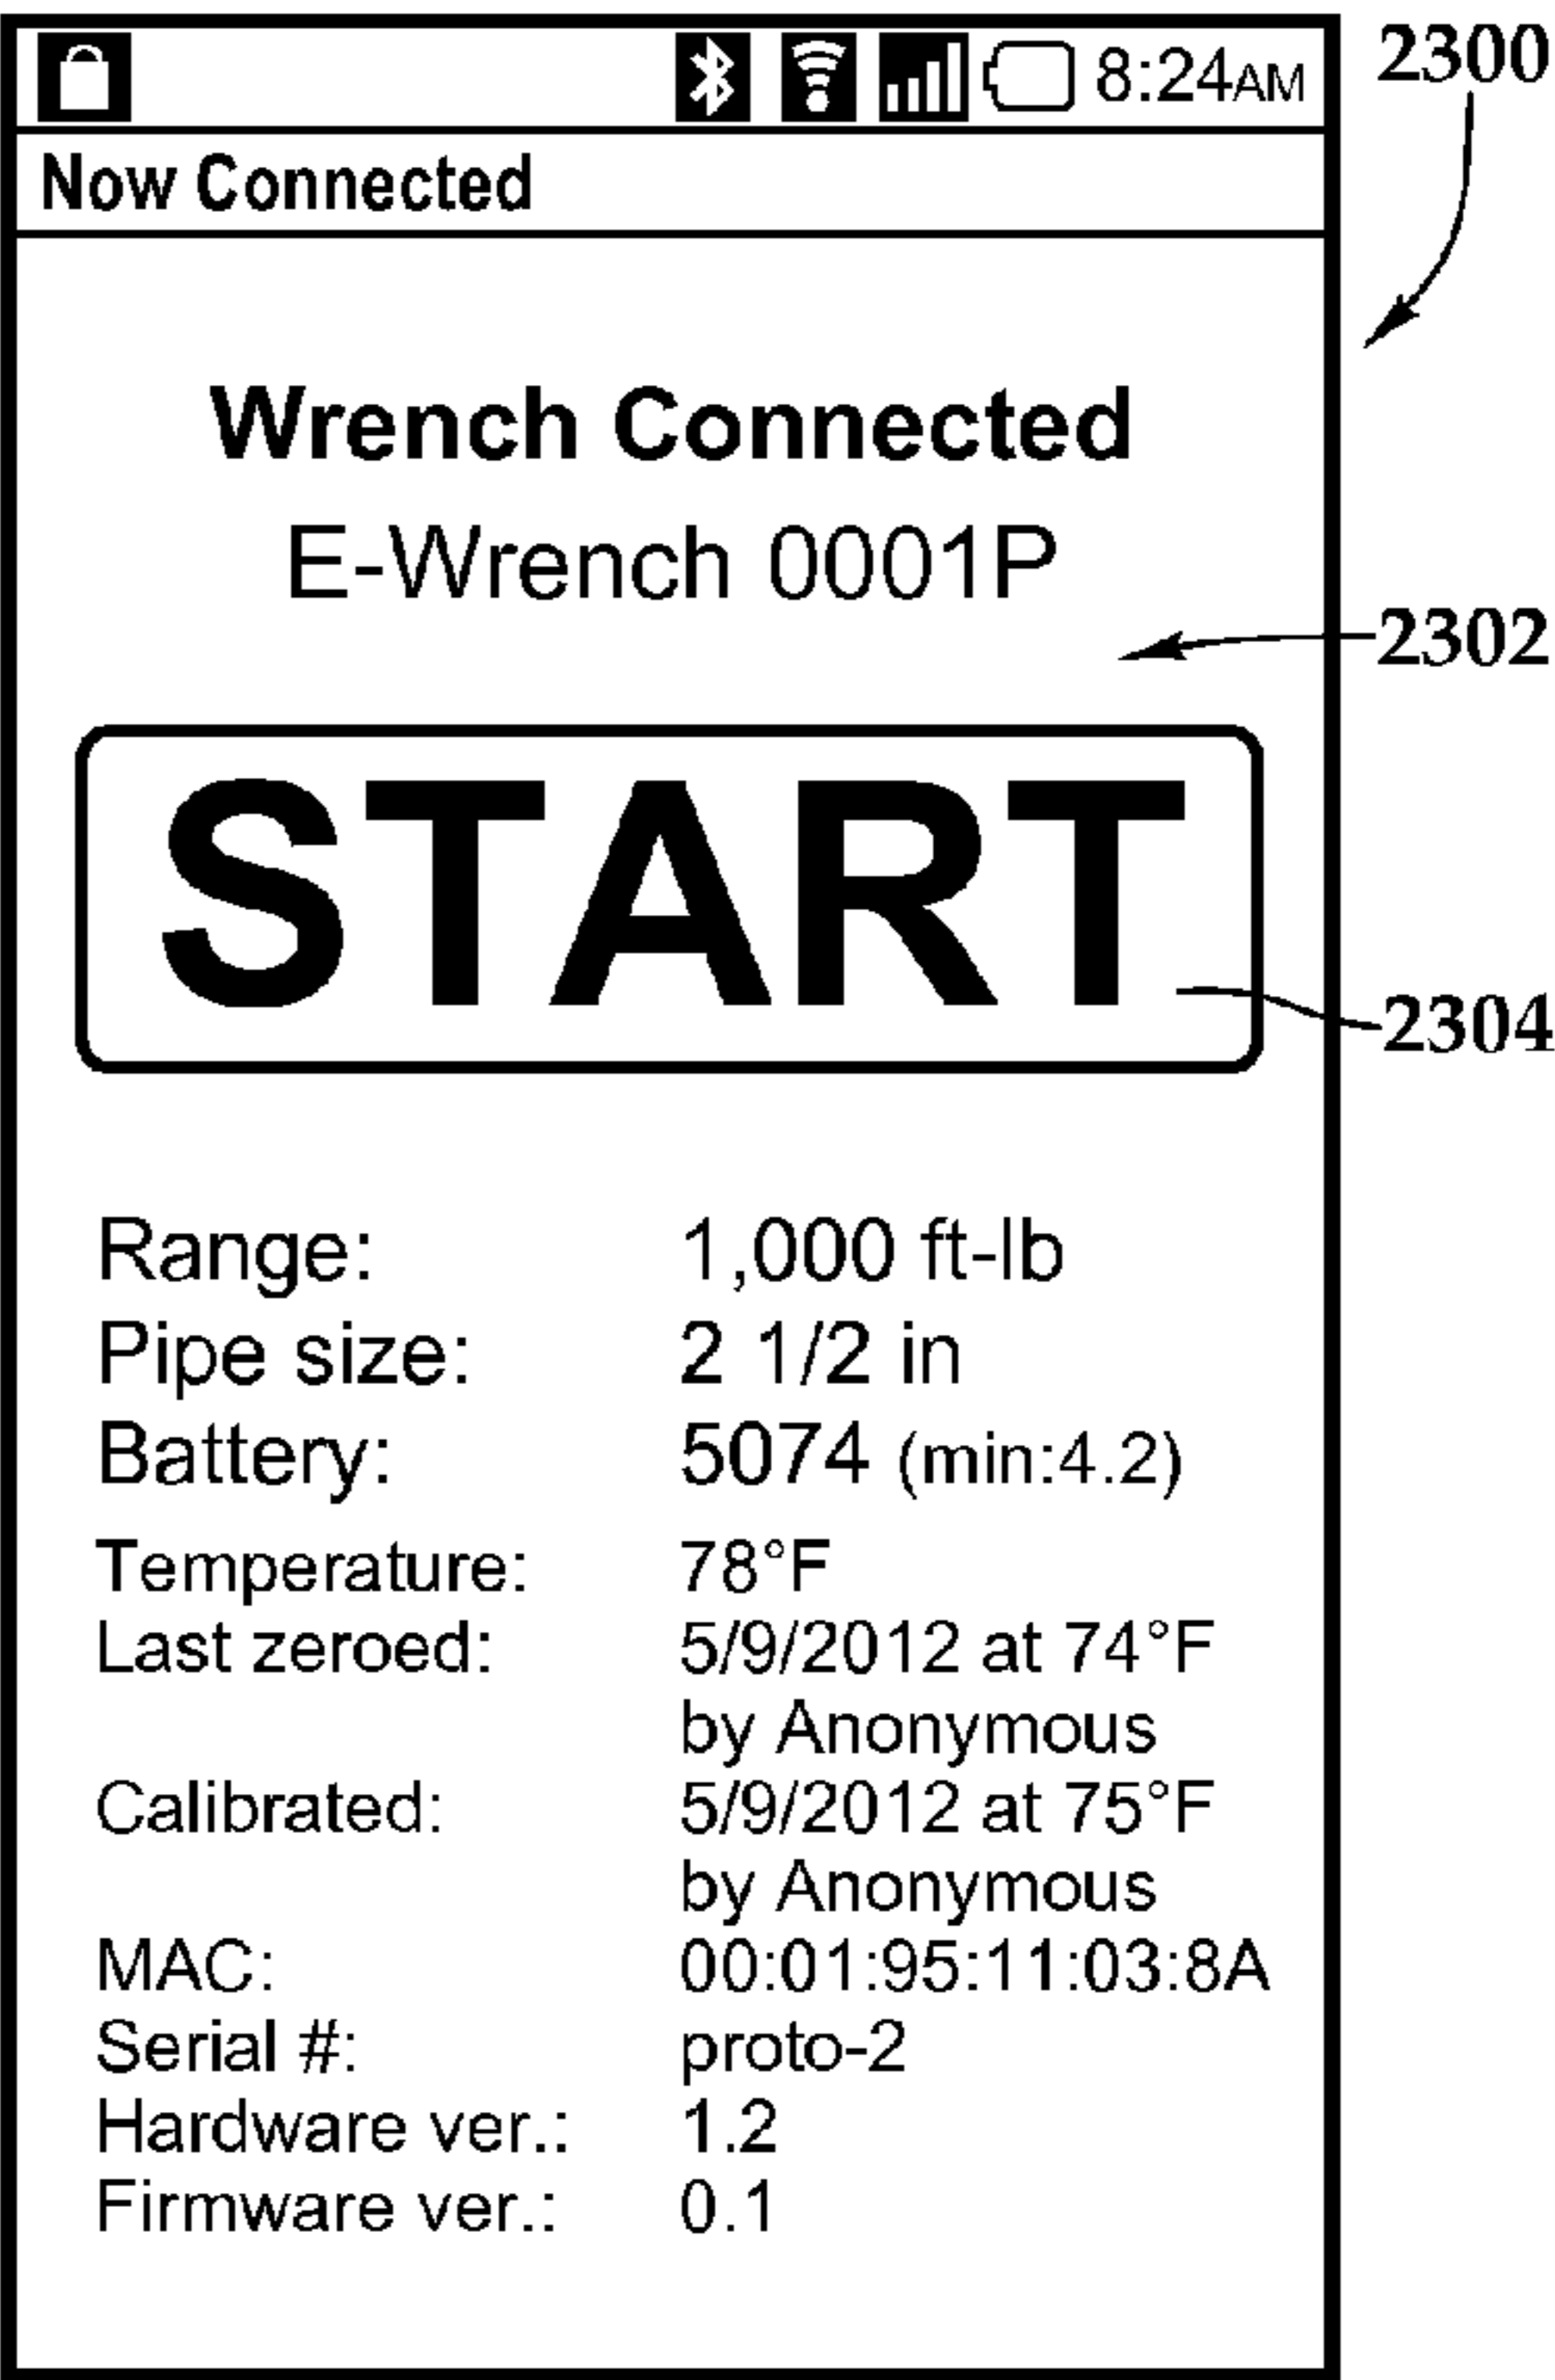 8:24AM
2300
Now Connected
Wrench Connected
E-Wrench 0001P
2302
START
2304
Range: 1,000 ft-lb
Pipe size: 2 1/2 in
Battery: 5074 (min:4.2)
Temperature: 78°F
Last zeroed: 5/9/2012 at 74°F
by Anonymous
Calibrated: 5/9/2012 at 75°F
by Anonymous
MAC: 00:01:95:11:03:8A
Serial #: proto-2
Hardware ver.: 1.2
Firmware ver.: 0.1